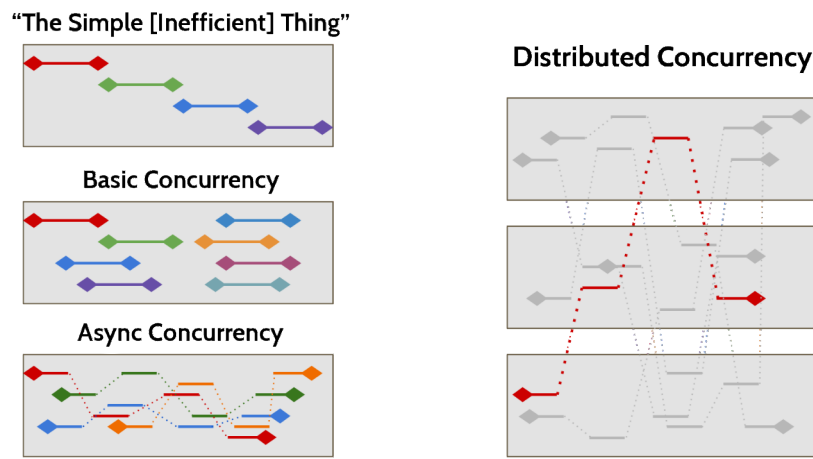 “The Simple [Inefficient] Thing”
Basic Concurrency
Async Concurrency
Distributed Concurrency